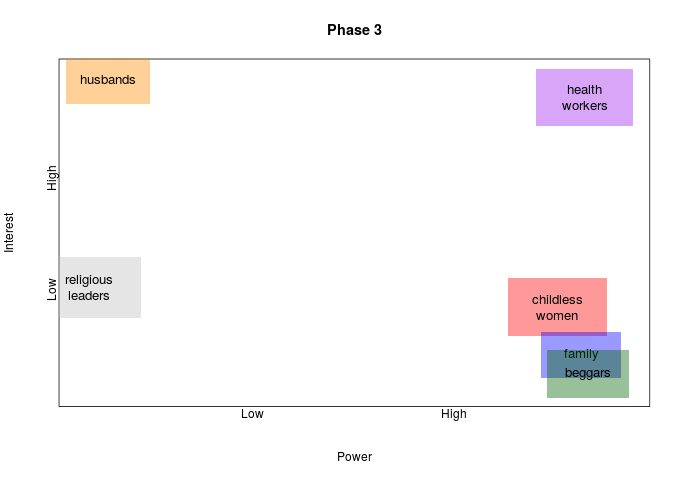 Phase 3
husbands
health
workers
High
Interest
religious
leaders
Low
childless
women
family
beggars
Low
High
Power